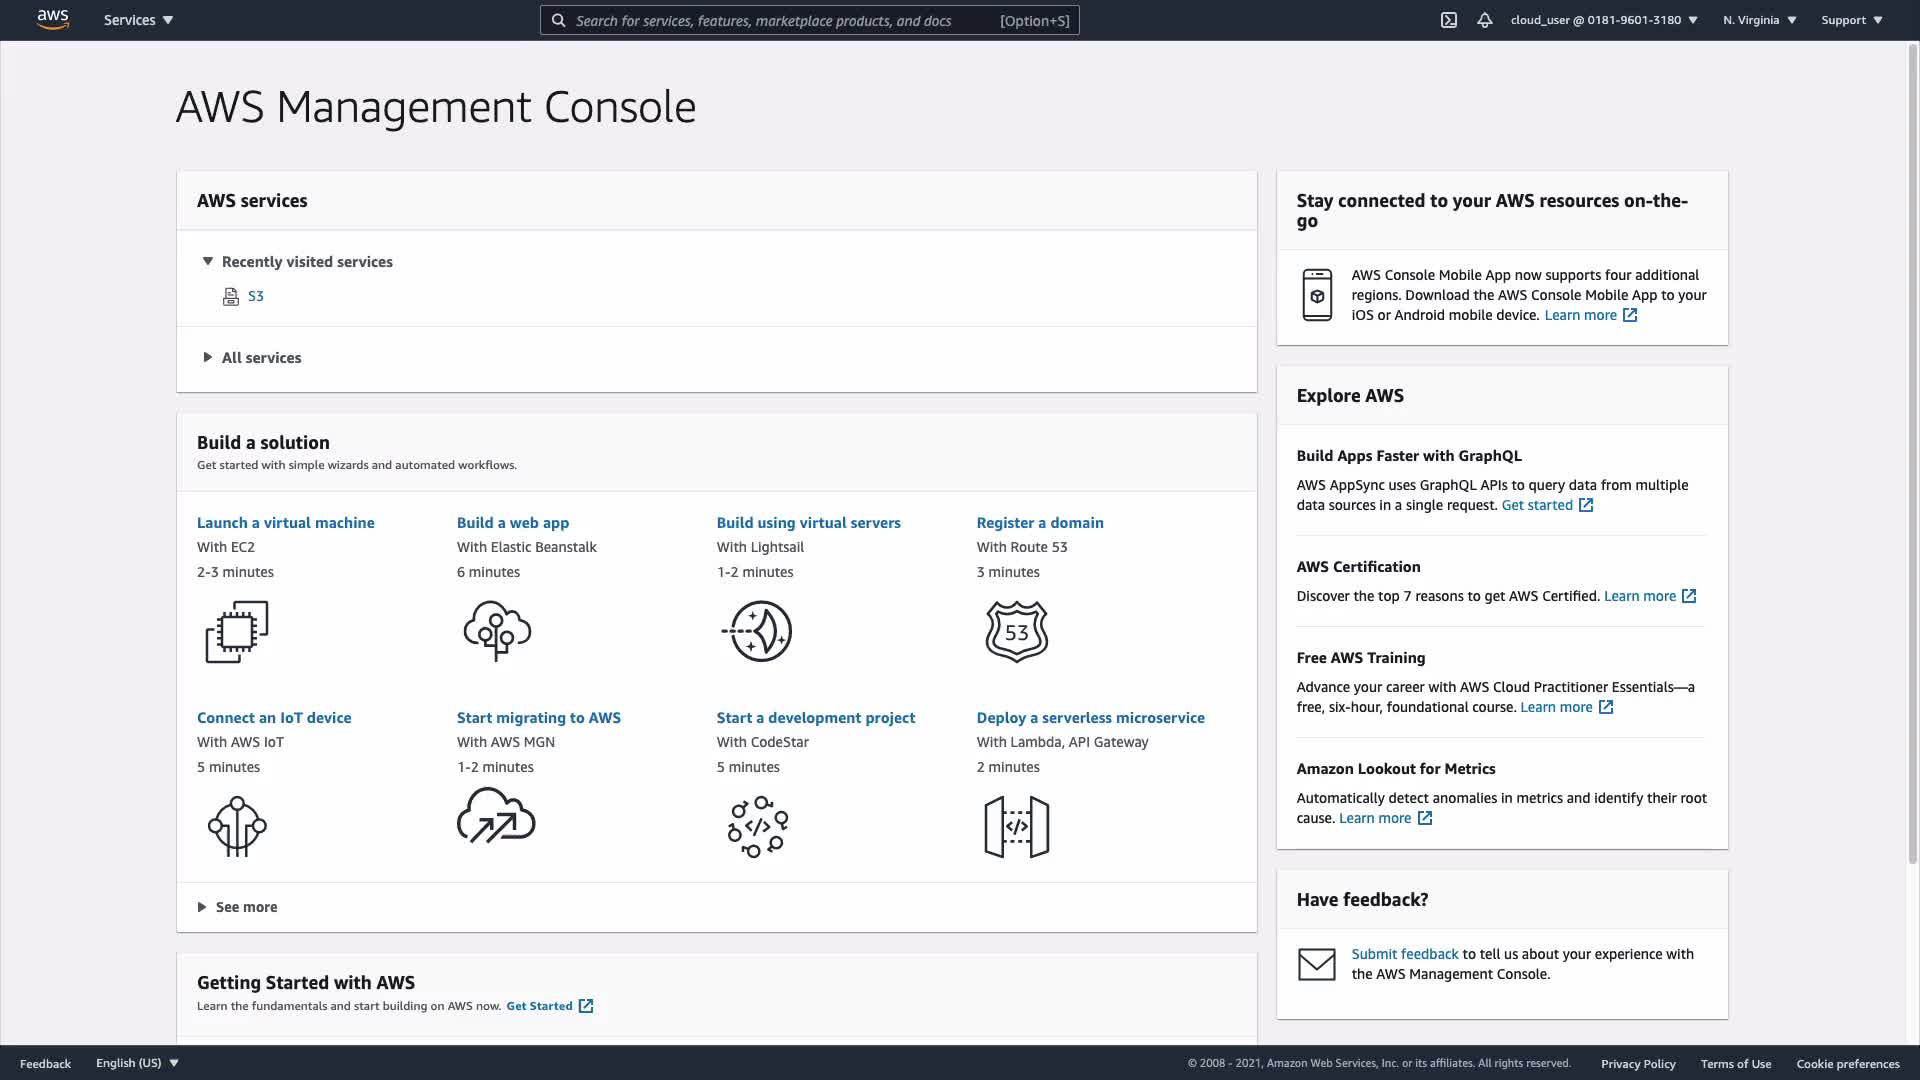 aws
Services
Search for services, features, marketplace products, and docs
[Option+S]
cloud_user @ 0181-9601-3180
N. Virginia
Support
AWS Management Console
AWS services
Recently visited services
S3
All services
Build a solution
Get started with simple wizards and automated workflows.
Launch a virtual machine
With EC2
2-3 minutes
Build a web app
With Elastic Beanstalk
6 minutes
Build using virtual servers
With Lightsail
1-2 minutes
Register a domain
With Route 53
3 minutes
53
Connect an IoT device
With AWS IoT
5 minutes
Start migrating to AWS
With AWS MGN
1-2 minutes
Start a development project
With CodeStar
5 minutes
</>
Deploy a serverless microservice
With Lambda, API Gateway
2 minutes
</>
See more
Getting Started with AWS
Learn the fundamentals and start building on AWS now. Get Started
Stay connected to your AWS resources on-the-
go
AWS Console Mobile App now supports four additional
regions. Download the AWS Console Mobile App to your
iOS or Android mobile device. Learn more
Explore AWS
Build Apps Faster with GraphQL
AWS AppSync uses GraphQL APIs to query data from multiple
data sources in a single request. Get started
AWS Certification
Discover the top 7 reasons to get AWS Certified. Learn more
Free AWS Training
Advance your career with AWS Cloud Practitioner Essentials—a
free, six-hour, foundational course. Learn more
Amazon Lookout for Metrics
Automatically detect anomalies in metrics and identify their root
cause. Learn more
Have feedback?
Submit feedback to tell us about your experience with
the AWS Management Console.
Feedback
English (US)
© 2008 - 2021, Amazon Web Services, Inc. or its affiliates. All rights reserved.
Privacy Policy
Terms of Use
Cookie preferences